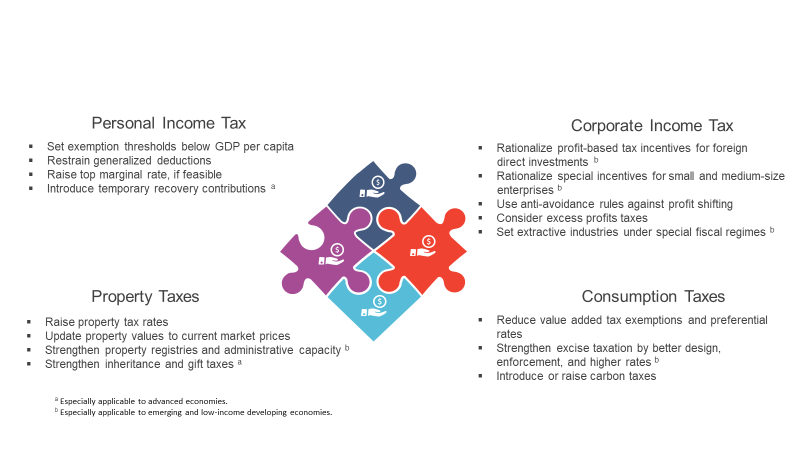 Personal Income Tax
▪ Set exemption thresholds below GDP per capita
▪ Restrain generalized deductions
▪ Raise top marginal rate, if feasible
▪ Introduce temporary recovery contributions a
Corporate Income Tax
▪ Rationalize profit-based tax incentives for foreign
direct investments b
▪ Rationalize special incentives for small and medium-size
enterprises b
▪ Use anti-avoidance rules against profit shifting
▪ Consider excess profits taxes
▪ Set extractive industries under special fiscal regimes b
$
$
$
$
Property Taxes
▪ Raise property tax rates
▪ Update property values to current market prices
▪ Strengthen property registries and administrative capacity b
▪ Strengthen inheritance and gift taxes a
Consumption Taxes
▪ Reduce value added tax exemptions and preferential
rates
▪ Strengthen excise taxation by better design,
enforcement, and higher rates b
▪ Introduce or raise carbon taxes
a Especially applicable to advanced economies.
b Especially applicable to emerging and low-income developing economies.